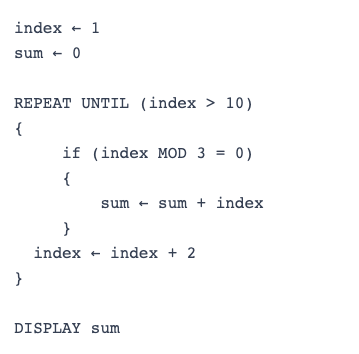 index ← 1
sum ← 0
REPEAT UNTIL (index > 10)
{
if (index MOD 3 = 0)
{
sum ← sum + index
}
index ← index + 2
}
DISPLAY sum